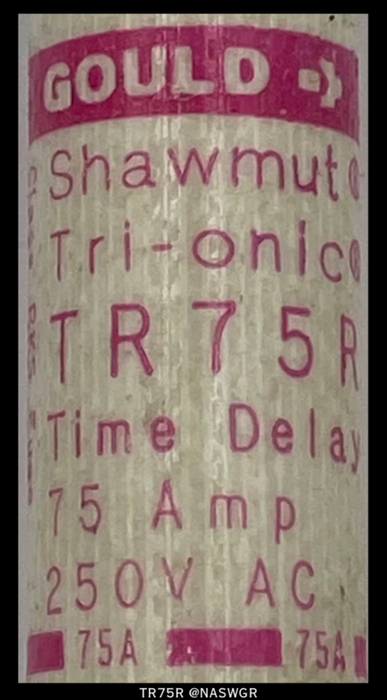 GOULD
Shawmut®
Tri-onic®
TR75R
Time Delay
75 Amp
250V AC
75A 75A
TR75R @NASWGR